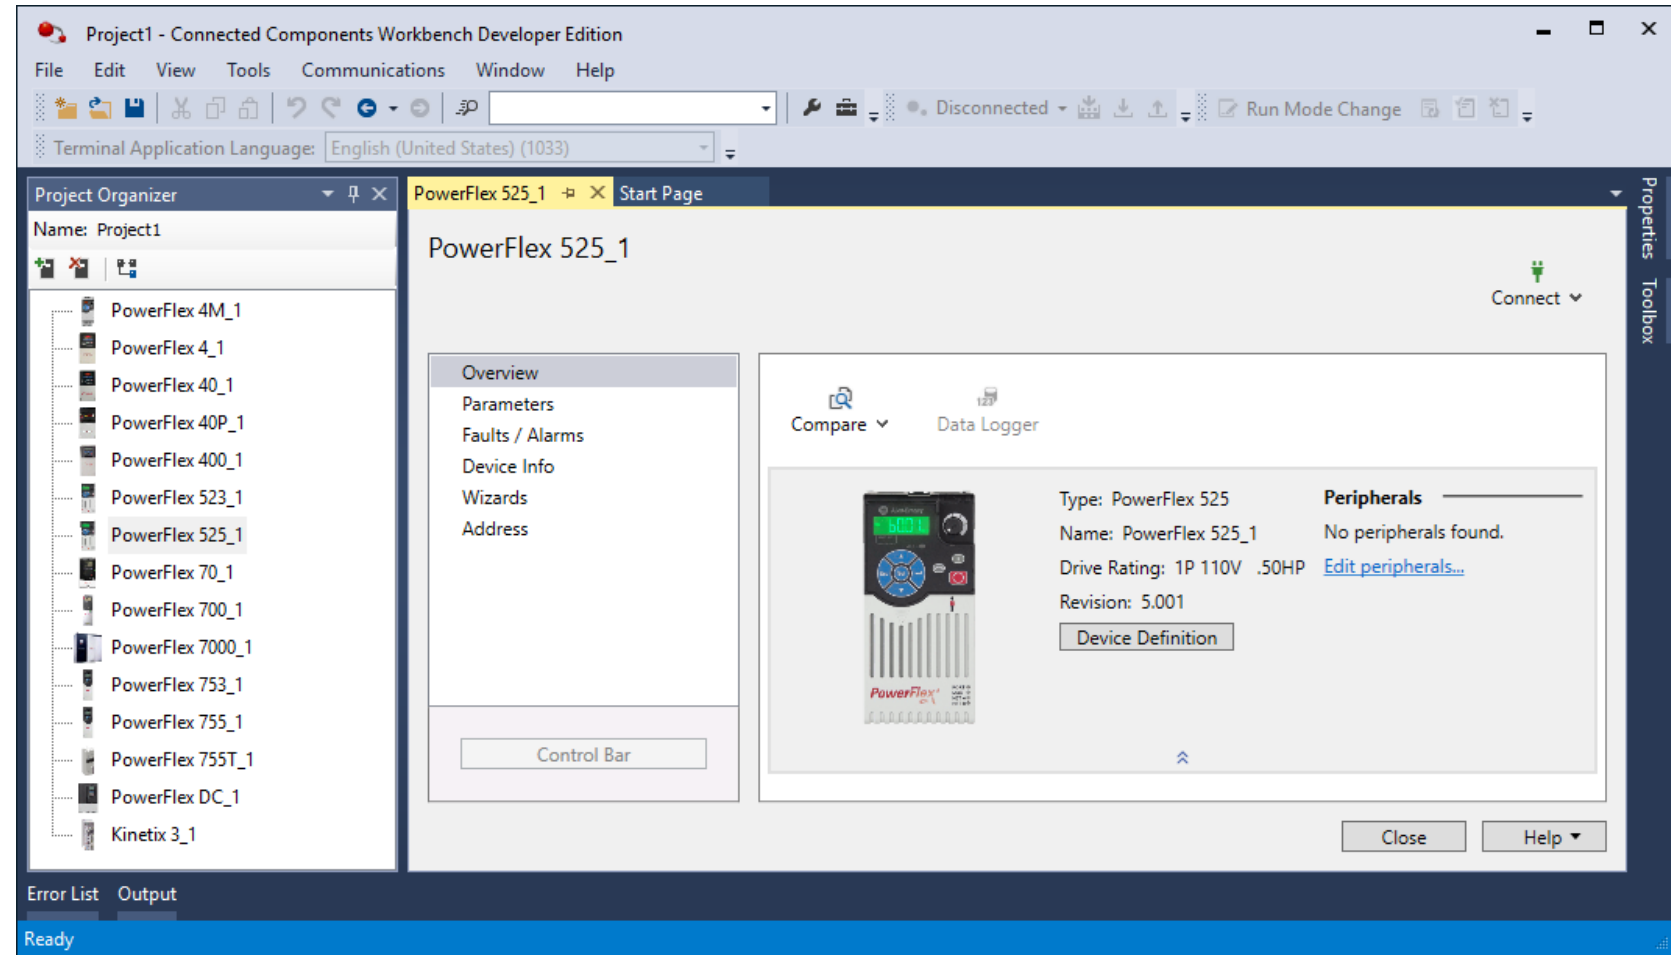 Project1 - Connected Components Workbench Developer Edition
File Edit View Tools Communications Window Help
Disconnected Run Mode Change
Terminal Application Language: English (United States) (1033)
Project Organizer
Name: Project1
PowerFlex 4M_1
PowerFlex 4_1
PowerFlex 40_1
PowerFlex 40P_1
PowerFlex 400_1
PowerFlex 523_1
PowerFlex 525_1
PowerFlex 70_1
PowerFlex 700_1
PowerFlex 7000_1
PowerFlex 753_1
PowerFlex 755_1
PowerFlex 755T_1
PowerFlex DC_1
Kinetix 3_1
PowerFlex 525_1 Start Page
PowerFlex 525_1
Connect
Overview
Parameters
Faults / Alarms
Device Info
Wizards
Address
Control Bar
Compare
123
Data Logger
PowerFlex
Type: PowerFlex 525
Name: PowerFlex 525_1
Drive Rating: 1P 110V .50HP
Revision: 5.001
Device Definition
Peripherals
No peripherals found.
Edit peripherals...
Close Help
Properties
Toolbox
Error List Output
Ready